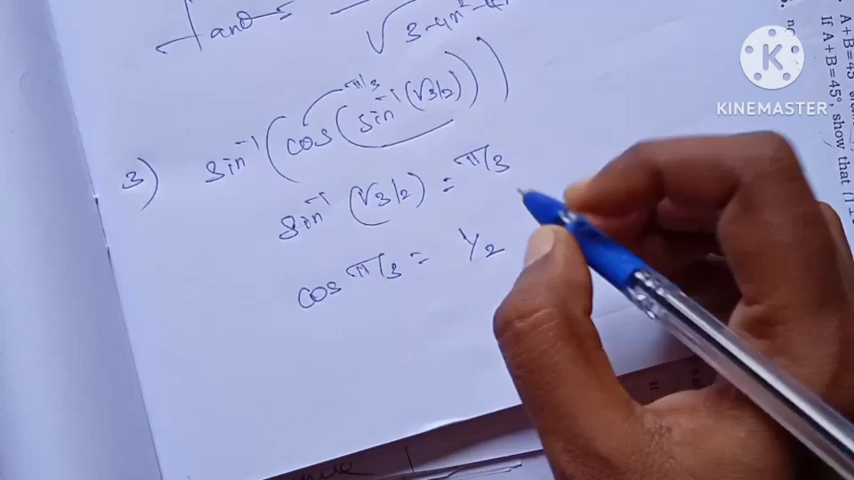 Tanθ =
√3-4x²-
3) sin⁻¹(cos(sin⁻¹(√3/2)))
π/3
sin⁻¹(√3/2) = π/3
cos π/3 = 1/2
K
KINEMASTER
A+B=45°
If A+B=45°, show that (1